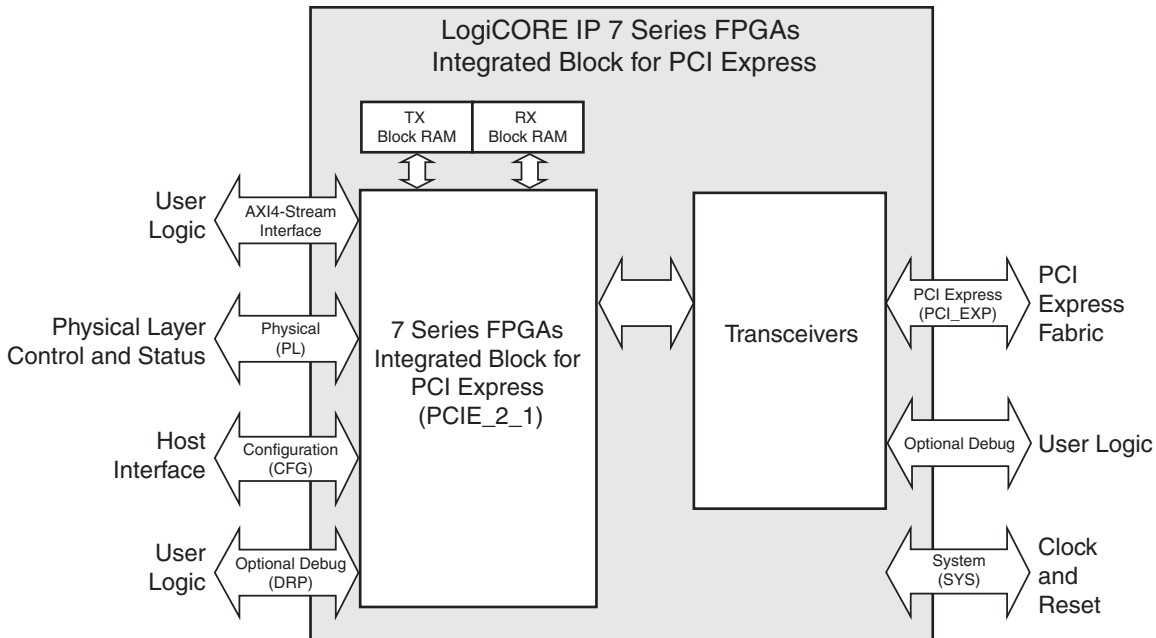 LogiCORE IP 7 Series FPGAs
Integrated Block for PCI Express
TX
Block RAM
RX
Block RAM
User
Logic
AXI4-Stream
Interface
Physical Layer
Control and Status
Physical
(PL)
Host
Interface
Configuration
(CFG)
User
Logic
Optional Debug
(DRP)
7 Series FPGAs
Integrated Block for
PCI Express
(PCIE_2_1)
Transceivers
PCI Express
(PCI_EXP)
PCI
Express
Fabric
Optional Debug
User Logic
System
(SYS)
Clock
and
Reset